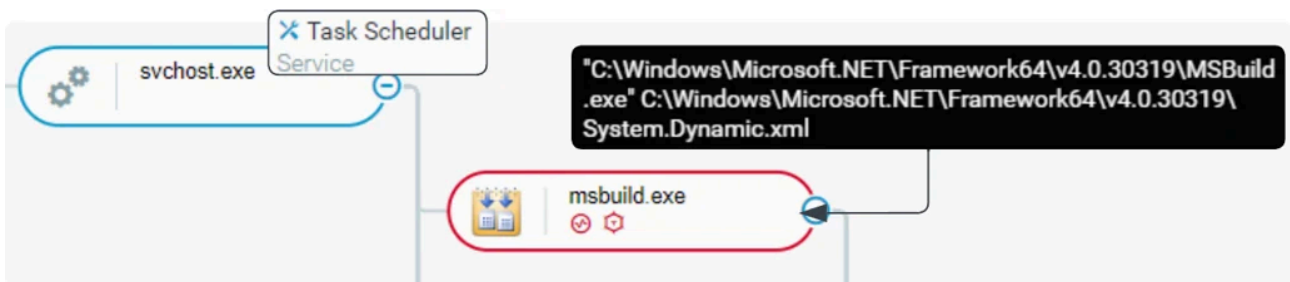 Task Scheduler
Service
svchost.exe
"C:\Windows\Microsoft.NET\Framework64\v4.0.30319\MSBuild
.exe" C:\Windows\Microsoft.NET\Framework64\v4.0.30319\
System.Dynamic.xml
msbuild.exe